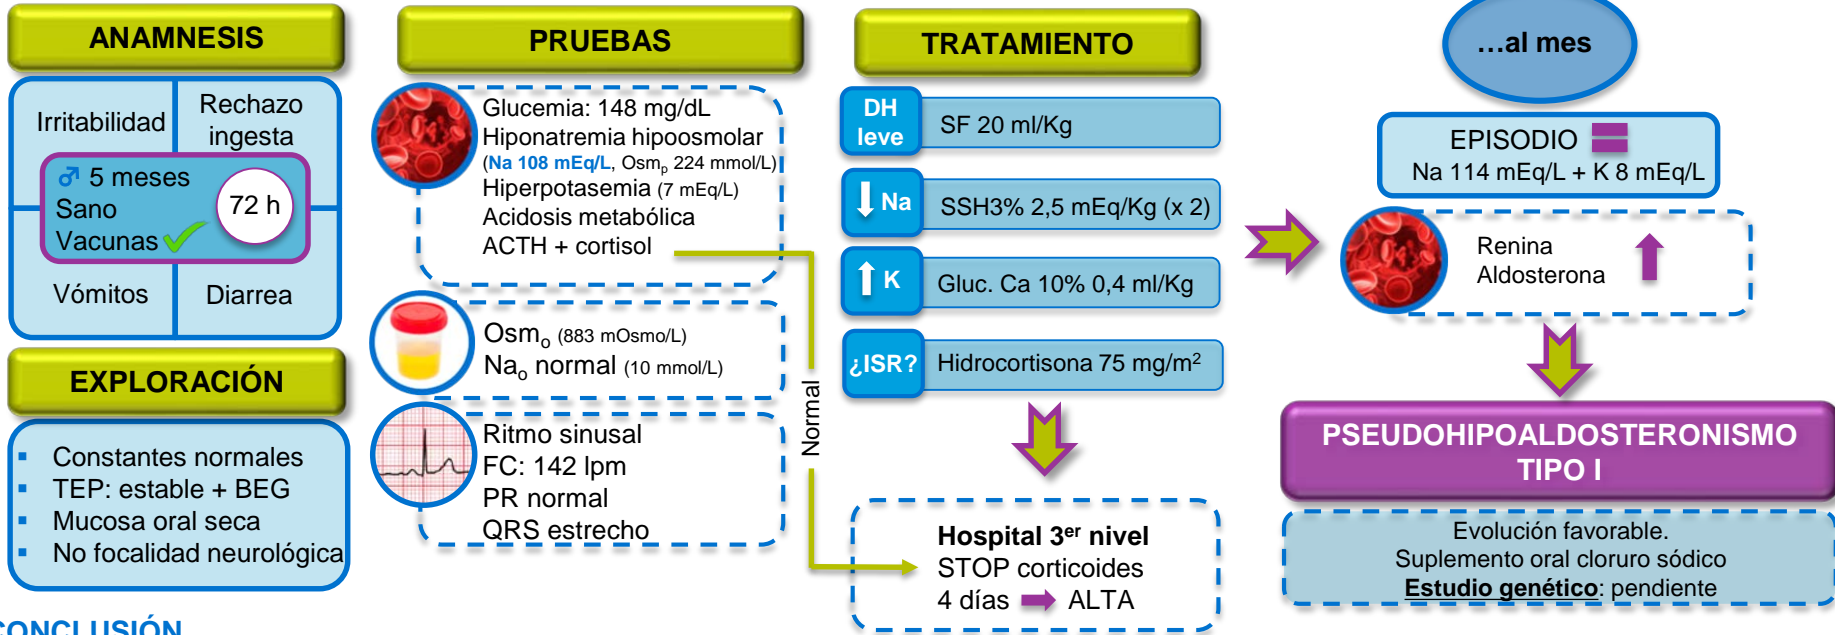 ANAMNESIS
Irritabilidad
Rechazo
ingesta
♂ 5 meses
Sano
Vacunas
72 h
Vómitos
Diarrea
EXPLORACIÓN
Constantes normales
TEP: estable + BEG
Mucosa oral seca
No focalidad neurológica
PRUEBAS
Glucemia: 148 mg/dL
Hiponatremia hipoosmolar
(Na 108 mEq/L, Osmp 224 mmol/L)
Hiperpotasemia (7 mEq/L)
Acidosis metabólica
ACTH + cortisol
Osmo (883 mOsmo/L)
Nao normal (10 mmol/L)
Ritmo sinusal
FC: 142 lpm
PR normal
QRS estrecho
Normal
TRATAMIENTO
DH
leve
SF 20 ml/Kg
Na
SSH3% 2,5 mEq/Kg (x 2)
K
Gluc. Ca 10% 0,4 ml/Kg
¿ISR?
Hidrocortisona 75 mg/m²
Hospital 3er nivel
STOP corticoides
4 días ALTA
...al mes
EPISODIO
Na 114 mEq/L + K 8 mEq/L
Renina
Aldosterona
PSEUDOHIPOALDOSTERONISMO
TIPO I
Evolución favorable.
Suplemento oral cloruro sódico
Estudio genético: pendiente
CONCLUSIÓN